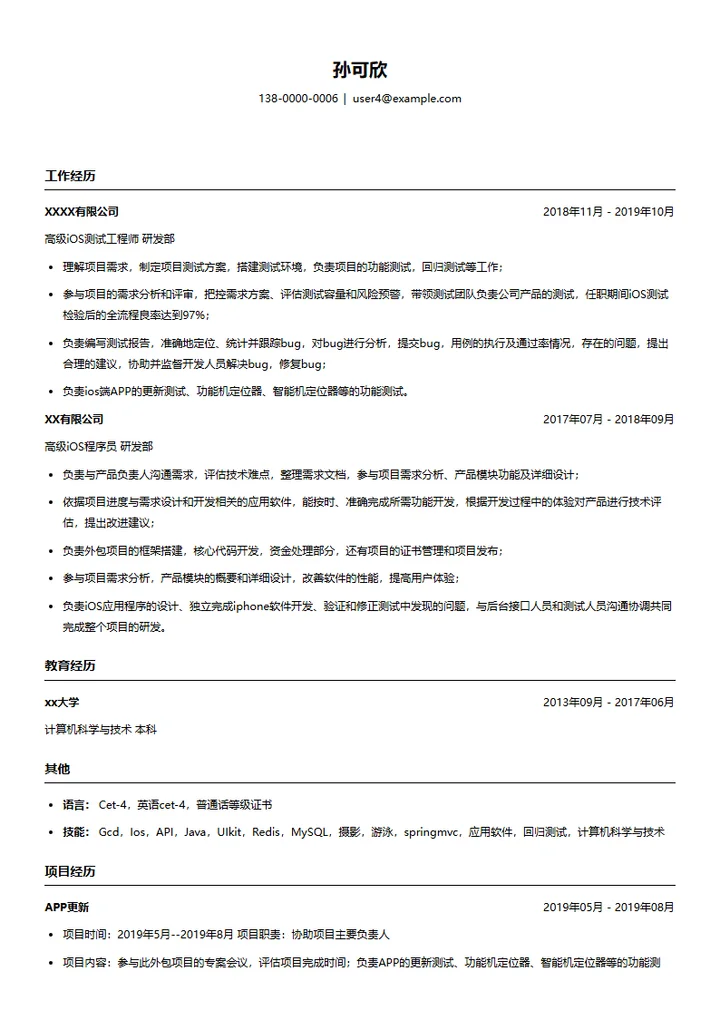 孙可欣
138-0000-0006 | user4@example.com
工作经历
XXXX有限公司 2018年11月 - 2019年10月
高级iOS测试工程师 研发部
• 理解项目需求，制定项目测试方案，搭建测试环境，负责项目的功能测试，回归测试等工作；
• 参与项目的需求分析和评审，把控需求方案、评估测试容量和风险预警，带领测试团队负责公司产品的测试，任职期间iOS测试
检验后的全流程良率达到97%；
• 负责编写测试报告，准确地定位、统计并跟踪bug，对bug进行分析，提交bug，用例的执行及通过率情况，存在的问题，提出
合理的建议，协助并监督开发人员解决bug，修复bug；
• 负责ios端APP的更新测试、功能机定位器、智能机定位器等的功能测试。
XX有限公司 2017年07月 - 2018年09月
高级iOS程序员 研发部
• 负责与产品负责人沟通需求，评估技术难点，整理需求文档，参与项目需求分析、产品模块功能及详细设计；
• 依据项目进度与需求设计和开发相关的应用软件，能按时、准确完成所需功能开发，根据开发过程中的体验对产品进行技术评
估，提出改进建议；
• 负责外包项目的框架搭建，核心代码开发，资金处理部分，还有项目的证书管理和项目发布；
• 参与项目需求分析，产品模块的概要和详细设计，改善软件的性能，提高用户体验；
• 负责iOS应用程序的设计、独立完成iphone软件开发、验证和修正测试中发现的问题，与后台接口人员和测试人员沟通协调共同
完成整个项目的研发。
教育经历
xx大学 2013年09月 - 2017年06月
计算机科学与技术 本科
其他
• 语言： Cet-4，英语cet-4，普通话等级证书
• 技能： Gcd，Ios，API，Java，UIkit，Redis，MySQL，摄影，游泳，springmvc，应用软件，回归测试，计算机科学与技术
项目经历
APP更新 2019年05月 - 2019年08月
• 项目时间：2019年5月--2019年8月 项目职责：协助项目主要负责人
• 项目内容：参与此外包项目的专案会议，评估项目完成时间；负责APP的更新测试、功能机定位器、智能机定位器等的功能测